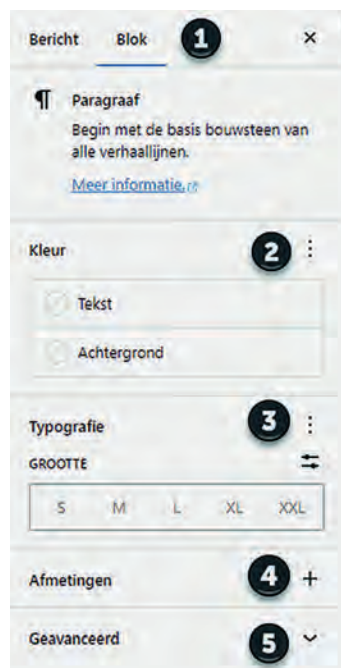 Bericht Blok 1 ×
¶ Paragraaf
Begin met de basis bouwsteen van
alle verhaallijnen.
Meer informatie.
Kleur 2
Tekst
Achtergrond
Typografie 3
GROOTTE
S M L XL XXL
Afmetingen 4 +
Geavanceerd 5